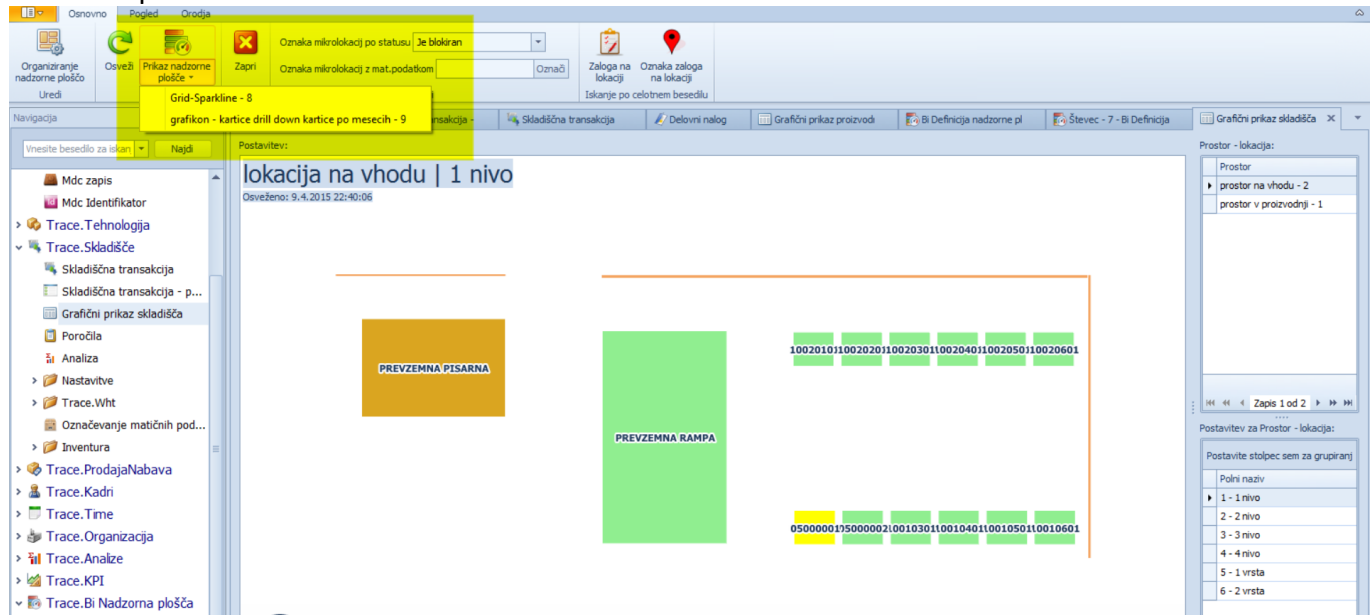 Osnovno Pogled Orodja
Organiziranje
nadzorne ploščo
Osveži
Prikaz nadzorne
plošče
Zapri
Oznaka mikrolokacij po statusu Je blokiran
Oznaka mikrolokacij z mat.podatkom Označi
Zaloga na
lokaciji
Oznaka zaloga
na lokaciji
Uredi
Iskanje po celotnem besedilu
Grid-Sparkline - 8
grafikon - kartice drill down kartice po mesecih - 9
Navigacija
Skladiščna transakcija
Delovni nalog
Grafični prikaz proizvodi
Bi Definicija nadzorne pl
Števec - 7 - Bi Definicija
Grafični prikaz skladišča
Vnesite besedilo za iskan Najdi
Mdc zapis
Mdc Identifikator
Trace.Tehnologija
Trace.Skladišče
Skladiščna transakcija
Skladiščna transakcija - p...
Grafični prikaz skladišča
Poročila
Analiza
Nastavitve
Trace.Wht
Označevanje matičnih pod...
Inventura
Trace.ProdajaNabava
Trace.Kadri
Trace.Time
Trace.Organizacija
Trace.Analize
Trace.KPI
Trace.Bi Nadzorna plošča
Postavitev:
lokacija na vhodu | 1 nivo
Osveženo: 9.4.2015 22:40:06
PREVZEMNA PISARNA
PREVZEMNA RAMPA
10020601
10010601
Prostor - lokacija:
Prostor
prostor na vhodu - 2
prostor v proizvodnji - 1
Zapis 1 od 2
Postavitev za Prostor - lokacija:
Postavite stolpec sem za grupiranj
Polni naziv
1 - 1 nivo
2 - 2 nivo
3 - 3 nivo
4 - 4 nivo
5 - 1 vrsta
6 - 2 vrsta